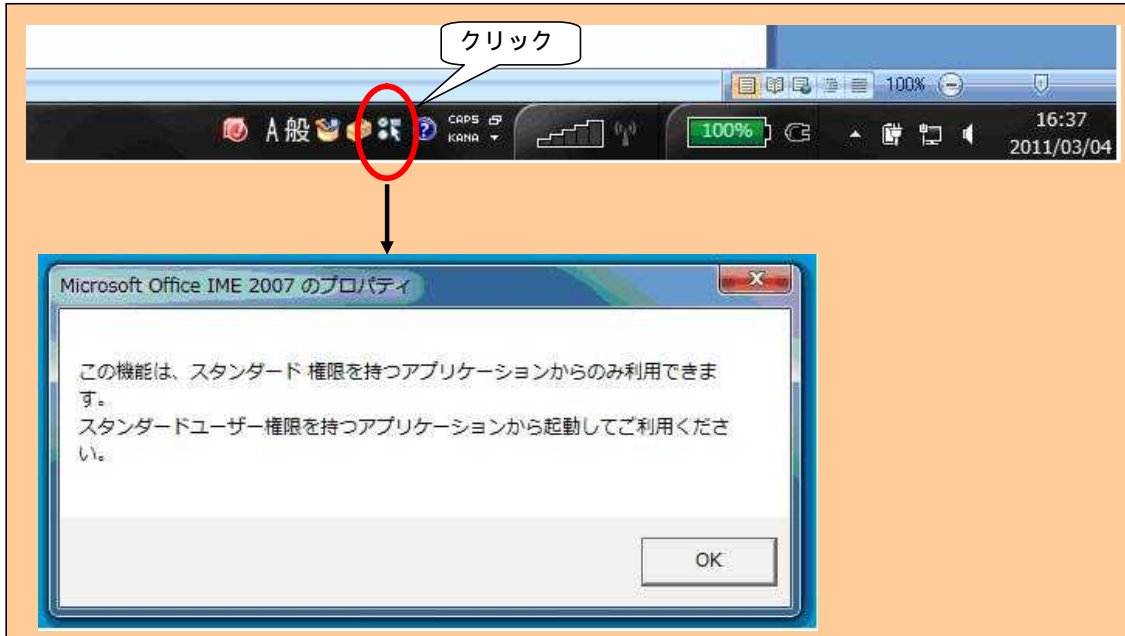 クリック
100%
A 般
CAPS
KANA
100%
16:37
2011/03/04
Microsoft Office IME 2007 のプロパティ
この機能は、スタンダード 権限を持つアプリケーションからのみ利用できま
す。
スタンダードユーザー権限を持つアプリケーションから起動してご利用くださ
い。
OK